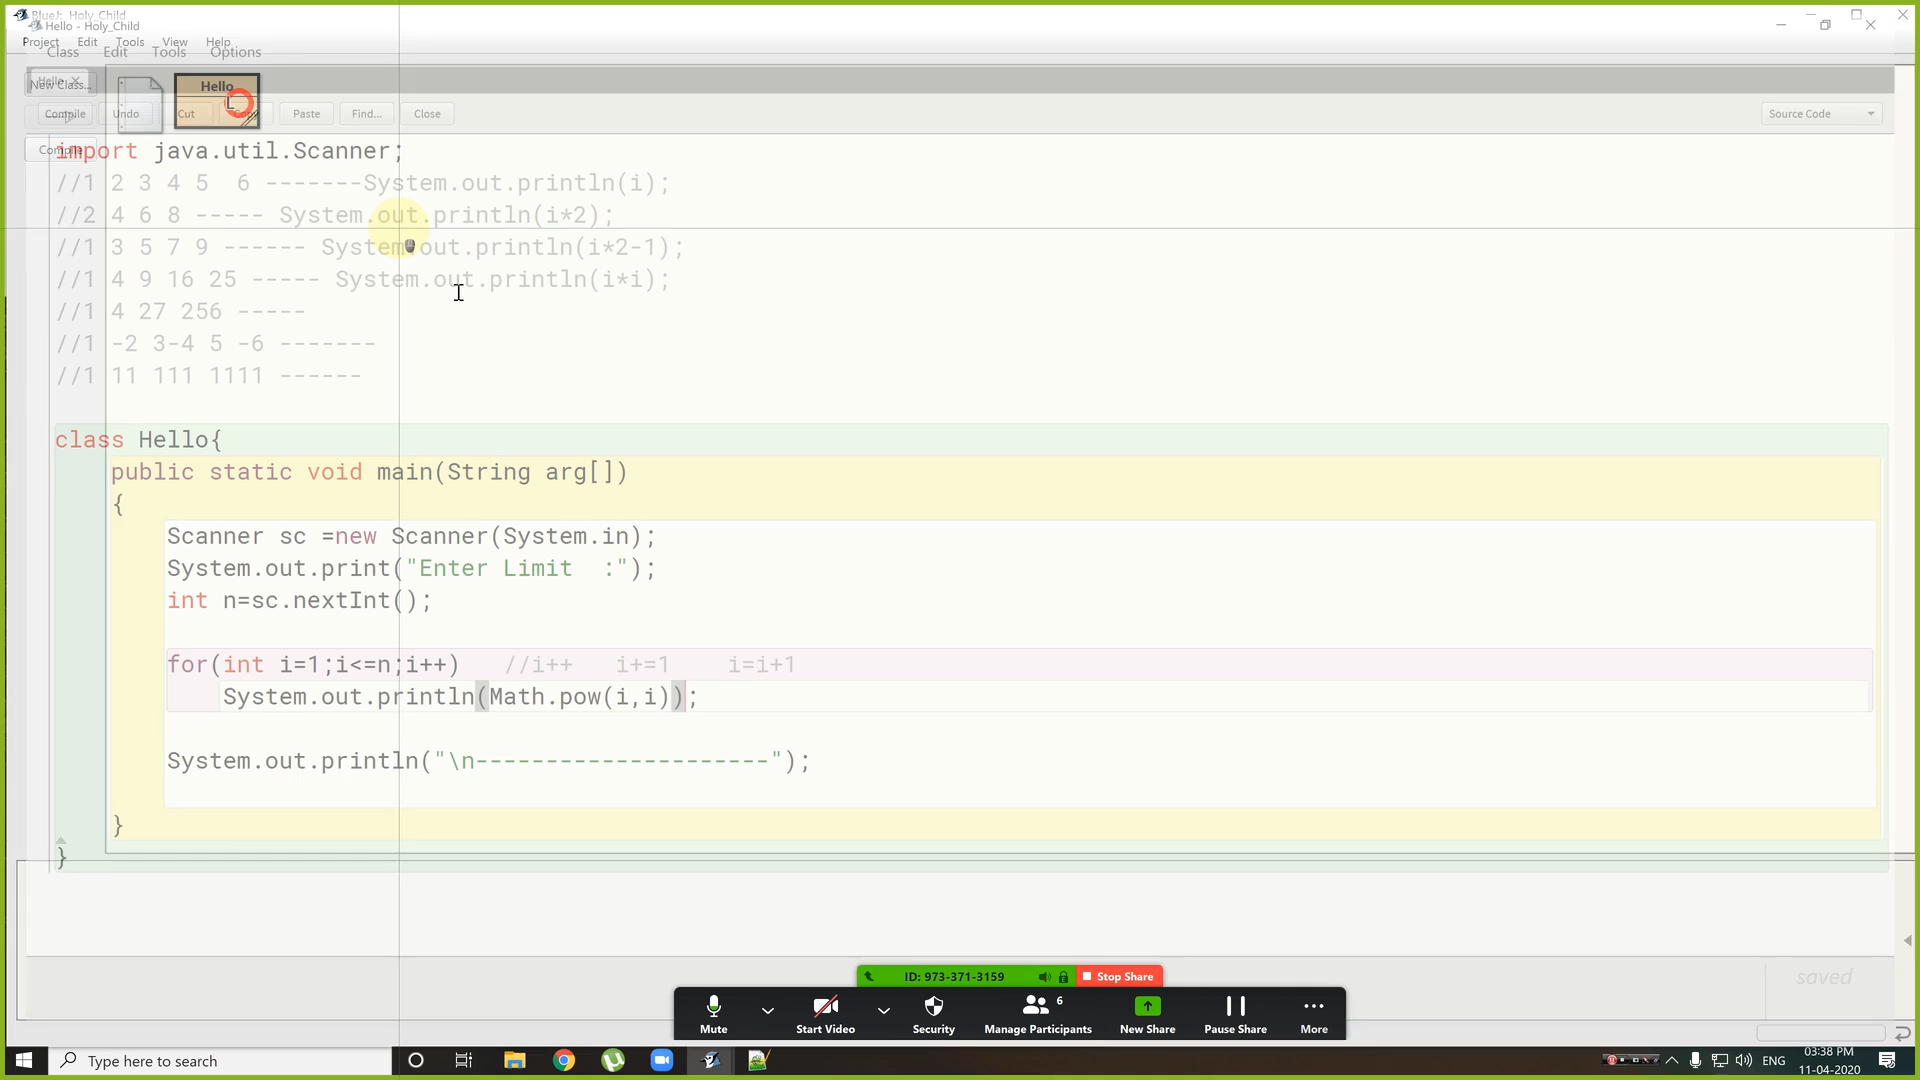 BlueJ: Holy_Child
Hello - Holy_Child
Project Edit Tools View Help
Class Edit Tools Options
Hello
New Class...
Hello
Compile Undo Cut Copy Paste Find... Close Source Code
Compile
import java.util.Scanner;
//1 2 3 4 5 6 -------System.out.println(i);
//2 4 6 8 ----- System.out.println(i*2);
//1 3 5 7 9 ------ System.out.println(i*2-1);
//1 4 9 16 25 ----- System.out.println(i*i);
//1 4 27 256 -----
//1 -2 3-4 5 -6 -------
//1 11 111 1111 ------
class Hello{
public static void main(String arg[])
{
Scanner sc =new Scanner(System.in);
System.out.print("Enter Limit  :");
int n=sc.nextInt();
for(int i=1;i<=n;i++) //i++ i+=1 i=i+1
System.out.println(Math.pow(i,i));
System.out.println("\n---------------------");
}
}
saved
ID: 973-371-3159 Stop Share
6
Mute Start Video Security Manage Participants New Share Pause Share More
Type here to search
ENG
03:38 PM
11-04-2020